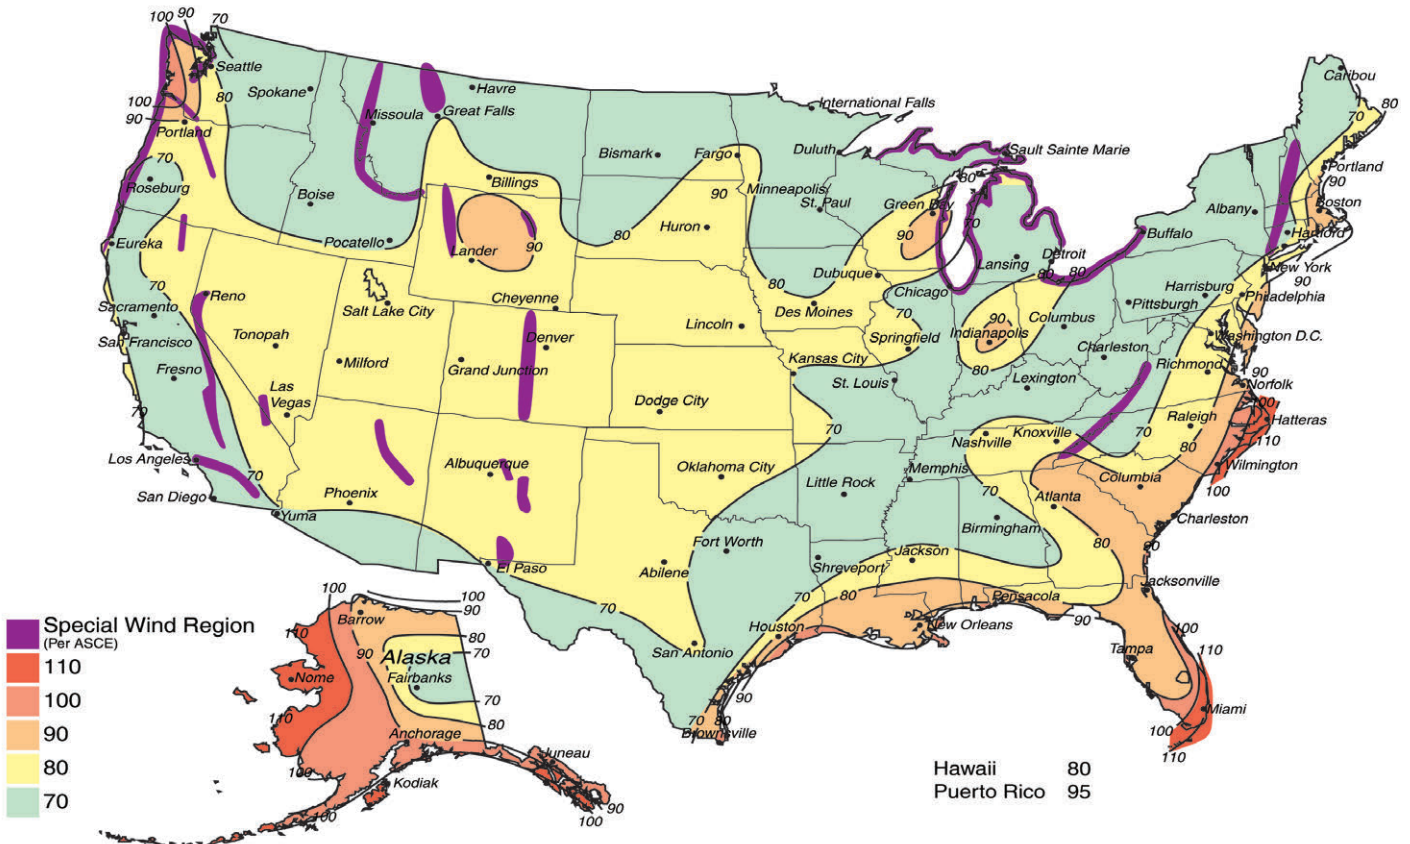 100 90 70
Seattle
Spokane
80
100
90
Portland
Missoula
Havre
Great Falls
International Falls
Caribou
70 80
Bismark
Fargo
Duluth
Sault Sainte Marie
70
Roseburg
Boise
Billings
90
Minneapolis
St. Paul
80
Green Bay
90
Portland
90
Boston
Albany
Harford
Eureka
Pocatello
Lander
90
80
Huron
70
Buffalo
Lansing
Detroit
80 80
New York
90
Dubuque
Chicago
70
Reno
Salt Lake City
Cheyenne
Des Moines
Harrisburg
Pittsburgh
Philadelphia
Sacramento
San Francisco
Tonopah
Denver
Lincoln
70
Springfield
90
Indianapolis
80
Columbus
Washington D.C.
Charleston
Richmond
Fresno
Milford
Grand Junction
Kansas City
St. Louis
Lexington
90
Norfolk
Las
Vegas
Dodge City
70
70
Nashville
Knoxville
70
Raleigh
80
100
Hatteras
110
Los Angeles
70
Albuquerque
Oklahoma City
Memphis
Little Rock
Columbia
Wilmington
100
San Diego
Yuma
Phoenix
70
Atlanta
Birmingham
Charleston
El Paso
Fort Worth
Abilene
Shreveport
Jackson
80
90
Jacksonville
70
70
80
Pensacola
90
Houston
New Orleans
San Antonio
Tampa
100
110
90
70 80
Brownsville
Miami
100
110
Special Wind Region
(Per ASCE)
110
100
90
80
70
100
100
90
110
Barrow
90
80
70
Alaska
Fairbanks
Nome
70
110
80
Anchorage
100
Juneau
Kodiak
100
90
100
Hawaii 80
Puerto Rico 95